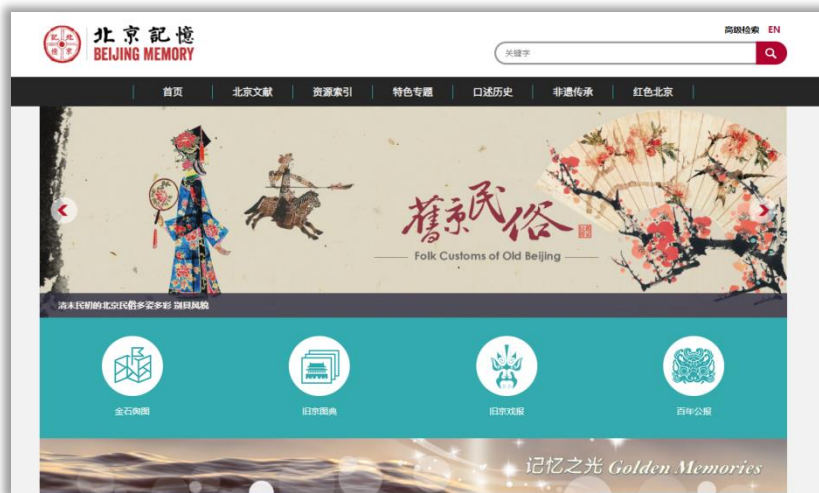 北京記憶
BEIJING MEMORY
高级检索 EN
关键字
首页 北京文献 资源索引 特色专题 口述历史 非遗传承 红色北京
舊京民俗
Folk Customs of Old Beijing
清末民初的北京民俗多姿多彩 别具风貌
金石舆图 旧京图典 旧京戏报 百年公报
记忆之光 Golden Memories